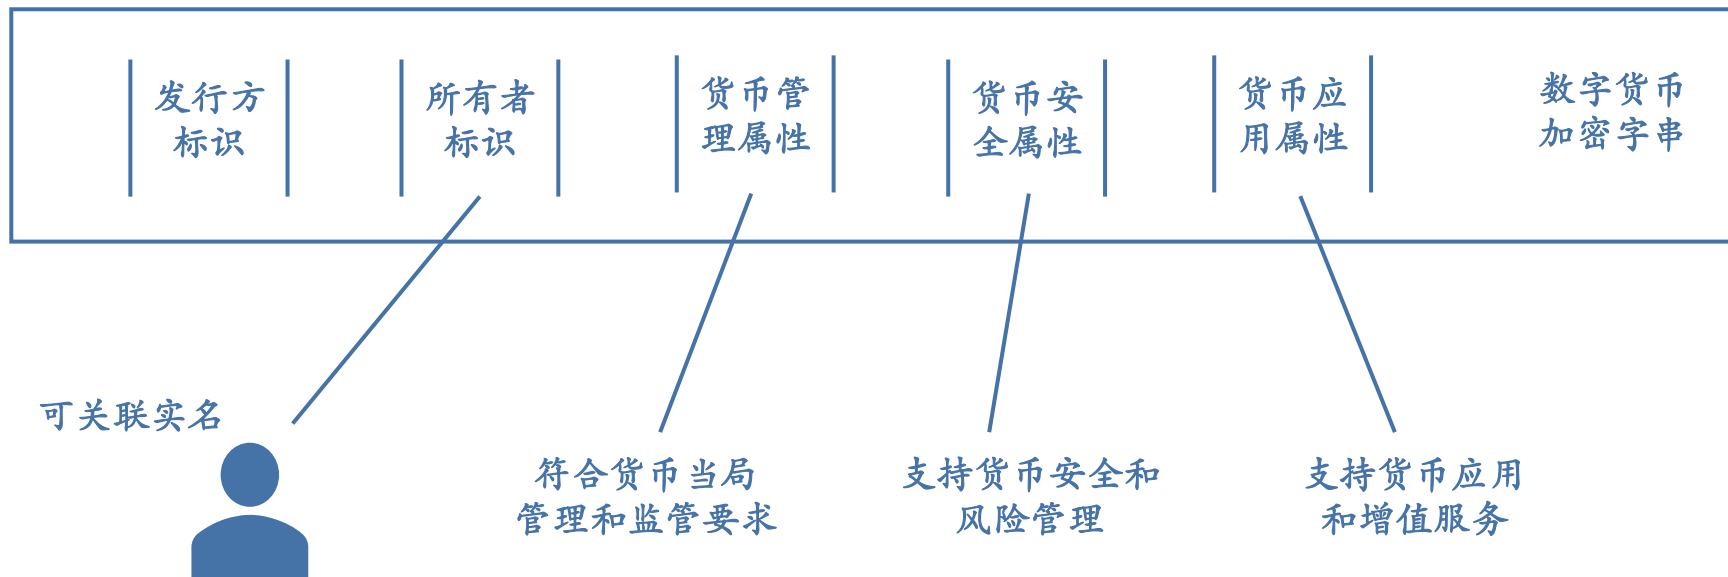 发行方
标识
所有者
标识
货币管
理属性
货币安
全属性
货币应
用属性
数字货币
加密字串
可关联实名
符合货币当局
管理和监管要求
支持货币安全和
风险管理
支持货币应用
和增值服务